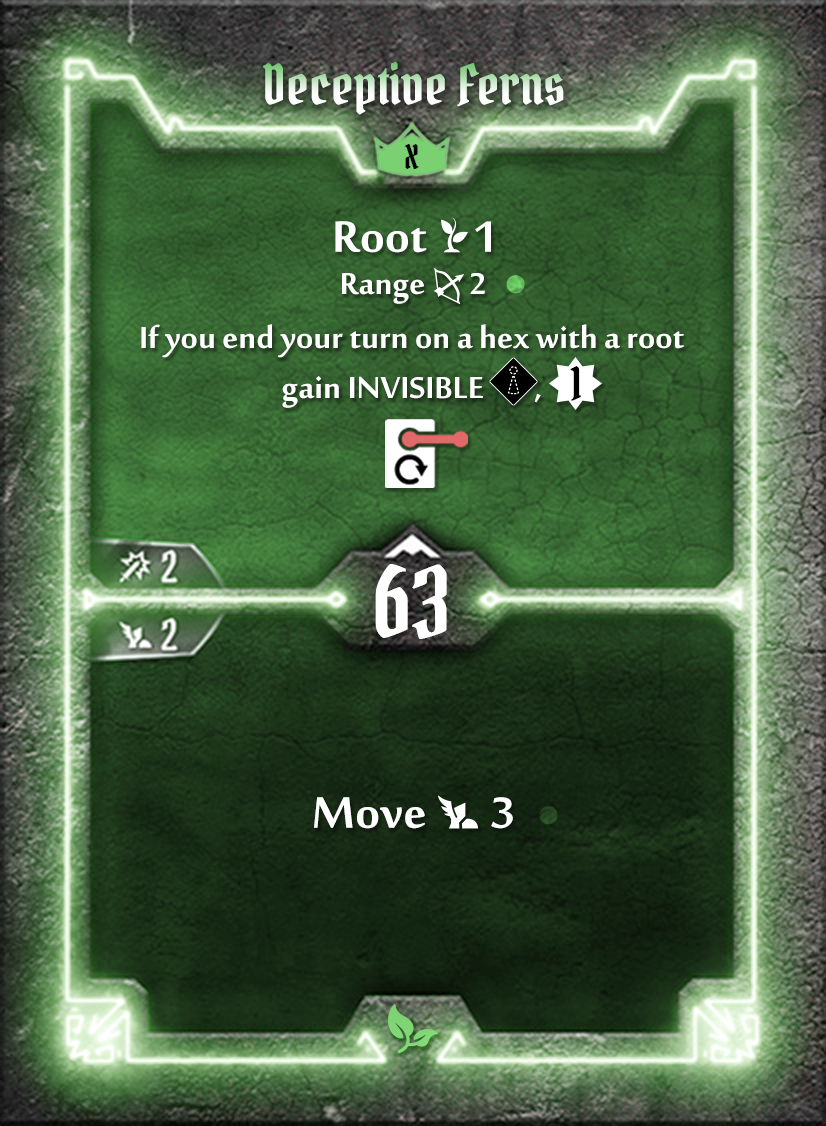 Deceptive Ferns
X
Root 1
Range 2
If you end your turn on a hex with a root
gain INVISIBLE , 1
2
63
2
Move 3